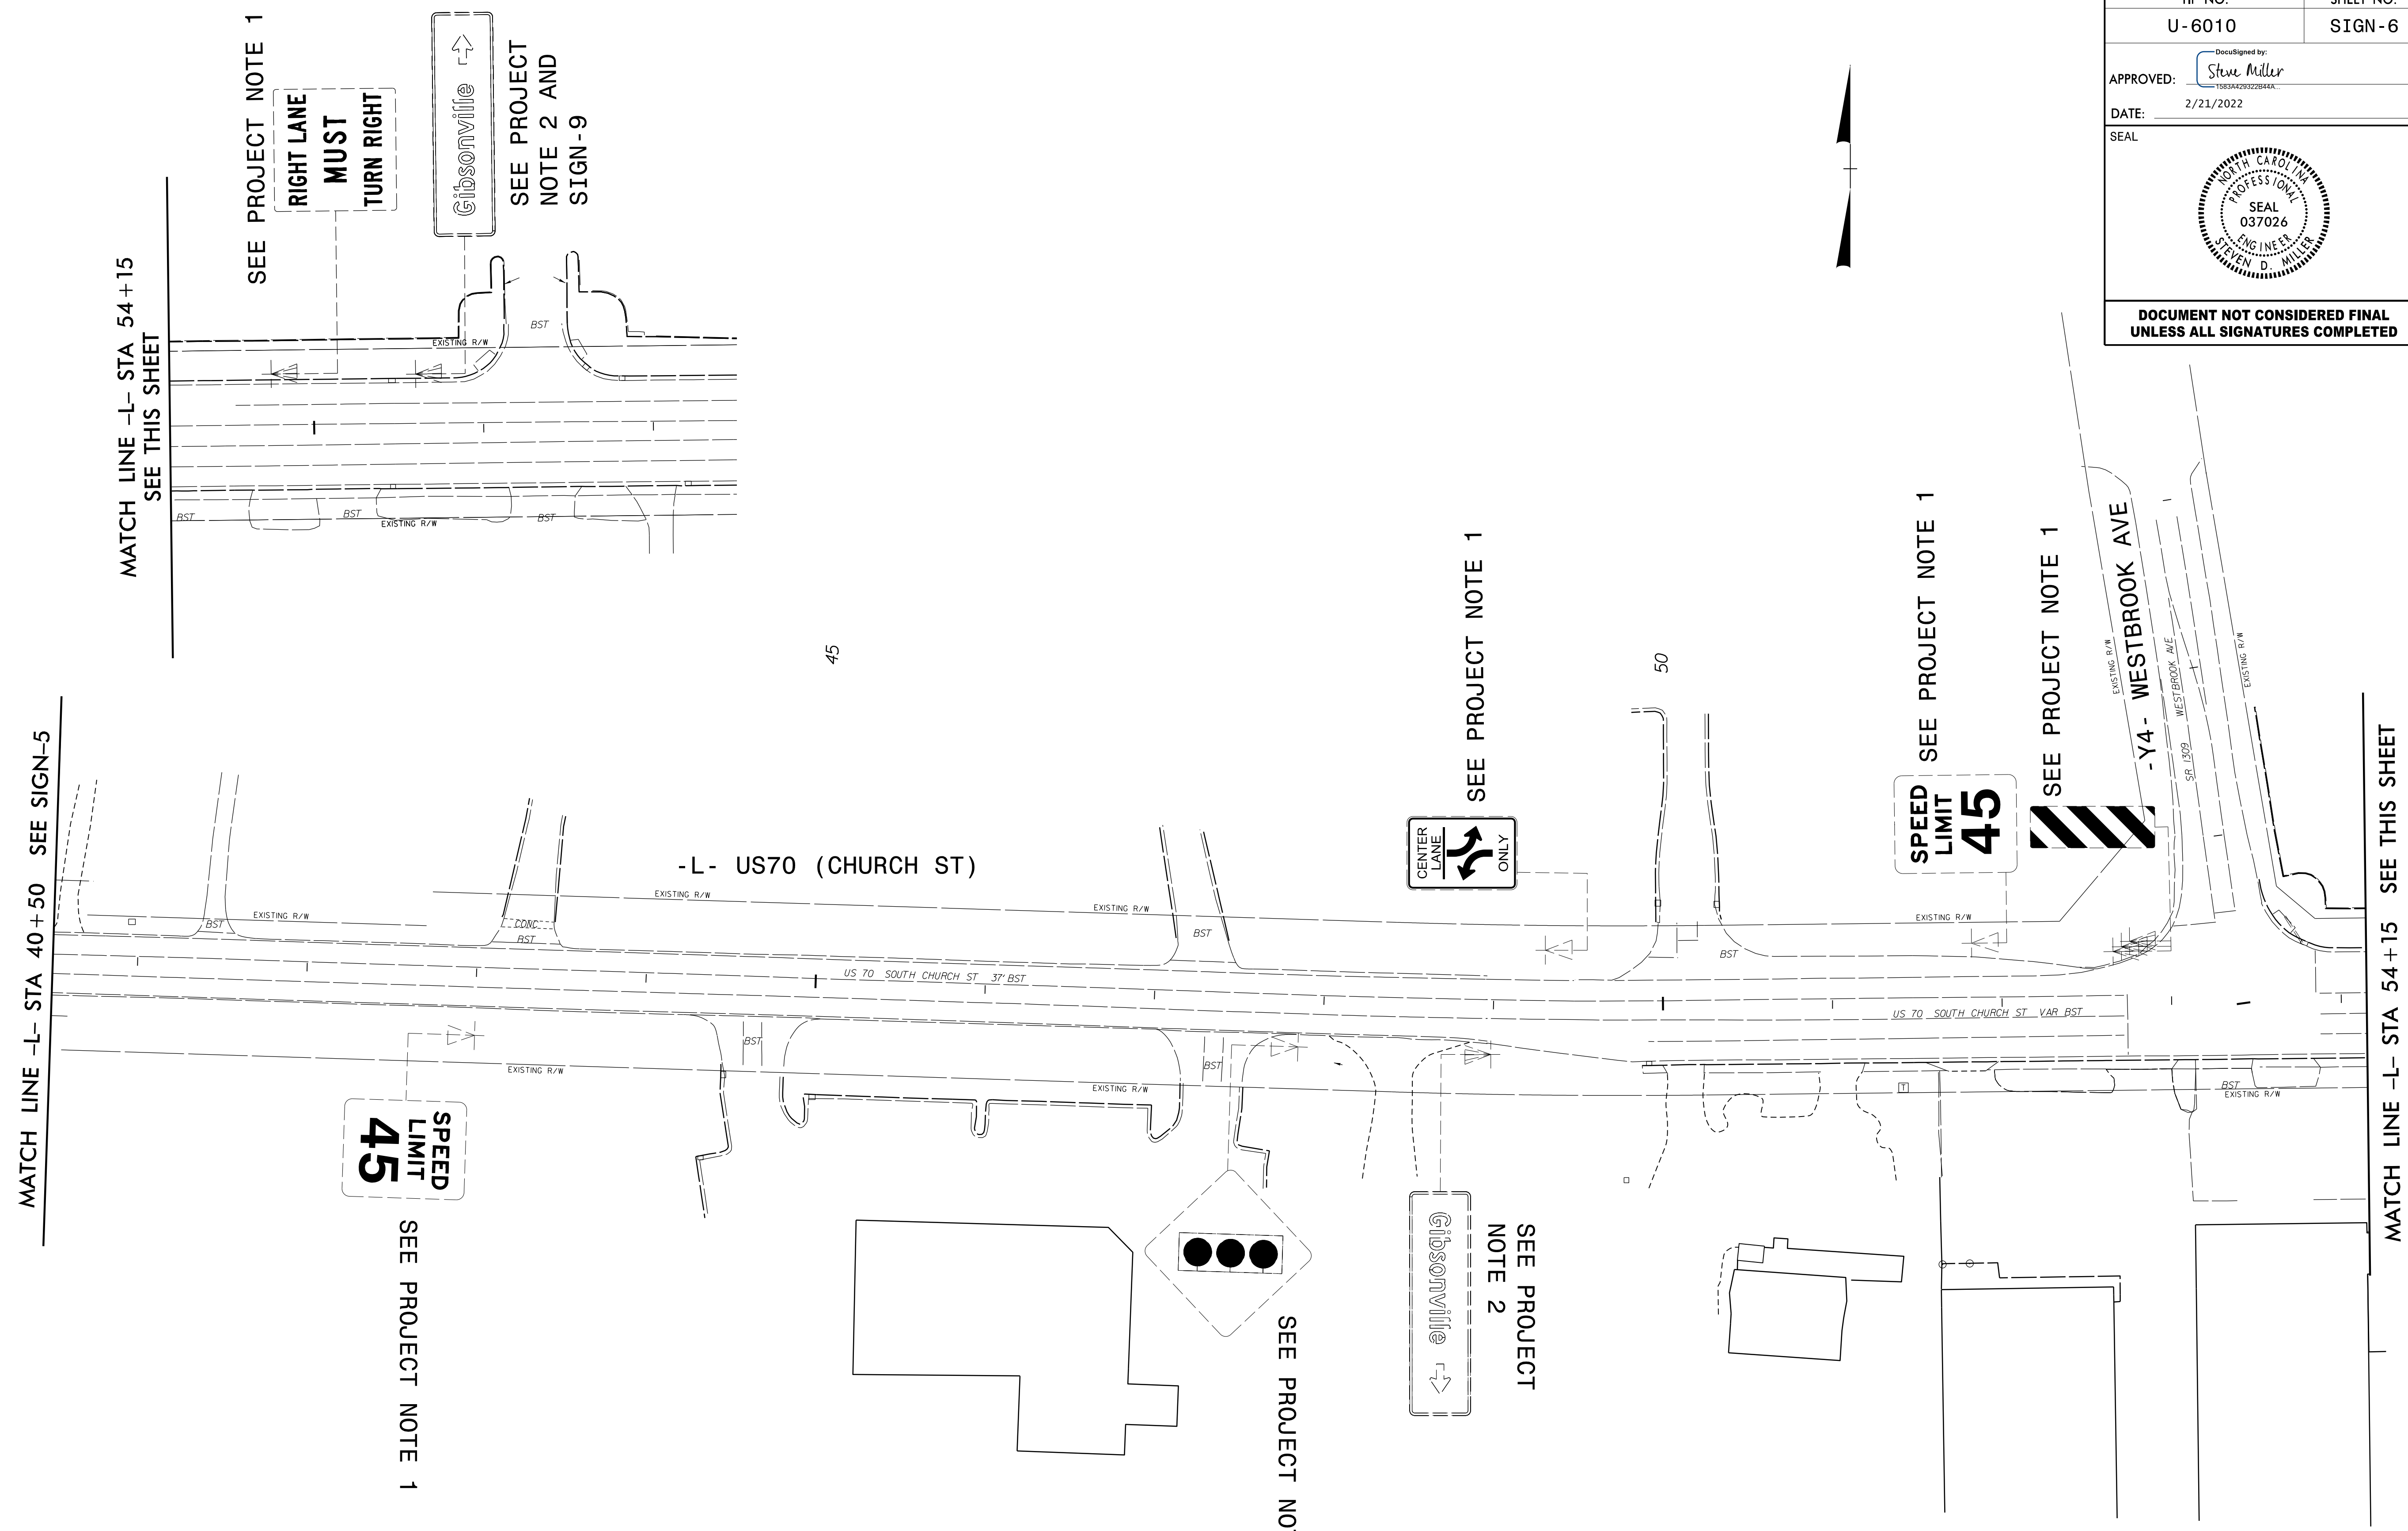 TIP NO.
SHEET NO.
U-6010
SIGN-6
DocuSigned by:
Steve Miller
APPROVED:
1583A429322B44A...
2/21/2022
DATE:
SEAL
NORTH CAROLINA
PROFESSIONAL
SEAL
037026
ENGINEER
STEVEN D. MILLER
DOCUMENT NOT CONSIDERED FINAL
UNLESS ALL SIGNATURES COMPLETED
MATCH LINE -L- STA 54+15
SEE THIS SHEET
SEE PROJECT NOTE 1
RIGHT LANE
MUST
TURN RIGHT
Gibsonville
SEE PROJECT
NOTE 2 AND
SIGN-9
BST
EXISTING R/W
BST
BST
EXISTING R/W
BST
45
50
MATCH LINE -L- STA 40+50 SEE SIGN-5
-L- US70 (CHURCH ST)
SEE PROJECT NOTE 1
CENTER
LANE
ONLY
SEE PROJECT NOTE 1
SPEED
LIMIT
45
SEE PROJECT NOTE 1
-Y4- WESTBROOK AVE
EXISTING R/W
SR 1309
WESTBROOK AVE
EXISTING R/W
MATCH LINE -L- STA 54+15 SEE THIS SHEET
BST
EXISTING R/W
CONC
BST
EXISTING R/W
EXISTING R/W
BST
BST
EXISTING R/W
US 70 SOUTH CHURCH ST 37' BST
US 70 SOUTH CHURCH ST VAR BST
BST
EXISTING R/W
BST
EXISTING R/W
T
BST
EXISTING R/W
SPEED
LIMIT
45
SEE PROJECT NOTE 1
SEE PROJECT
Gibsonville
SEE PROJECT
NOTE 2